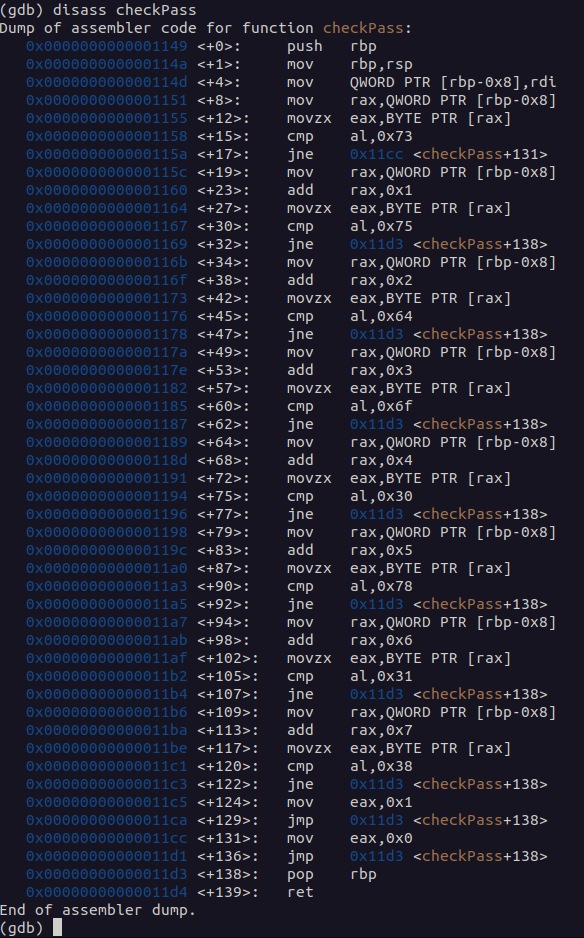 (gdb) disass checkPass
Dump of assembler code for function checkPass:
   0x0000000000001149 <+0>:     push   rbp
   0x000000000000114a <+1>:     mov    rbp,rsp
   0x000000000000114d <+4>:     mov    QWORD PTR [rbp-0x8],rdi
   0x0000000000001151 <+8>:     mov    rax,QWORD PTR [rbp-0x8]
   0x0000000000001155 <+12>:    movzx  eax,BYTE PTR [rax]
   0x0000000000001158 <+15>:    cmp    al,0x73
   0x000000000000115a <+17>:    jne    0x11cc <checkPass+131>
   0x000000000000115c <+19>:    mov    rax,QWORD PTR [rbp-0x8]
   0x0000000000001160 <+23>:    add    rax,0x1
   0x0000000000001164 <+27>:    movzx  eax,BYTE PTR [rax]
   0x0000000000001167 <+30>:    cmp    al,0x75
   0x0000000000001169 <+32>:    jne    0x11d3 <checkPass+138>
   0x000000000000116b <+34>:    mov    rax,QWORD PTR [rbp-0x8]
   0x000000000000116f <+38>:    add    rax,0x2
   0x0000000000001173 <+42>:    movzx  eax,BYTE PTR [rax]
   0x0000000000001176 <+45>:    cmp    al,0x64
   0x0000000000001178 <+47>:    jne    0x11d3 <checkPass+138>
   0x000000000000117a <+49>:    mov    rax,QWORD PTR [rbp-0x8]
   0x000000000000117e <+53>:    add    rax,0x3
   0x0000000000001182 <+57>:    movzx  eax,BYTE PTR [rax]
   0x0000000000001185 <+60>:    cmp    al,0x6f
   0x0000000000001187 <+62>:    jne    0x11d3 <checkPass+138>
   0x0000000000001189 <+64>:    mov    rax,QWORD PTR [rbp-0x8]
   0x000000000000118d <+68>:    add    rax,0x4
   0x0000000000001191 <+72>:    movzx  eax,BYTE PTR [rax]
   0x0000000000001194 <+75>:    cmp    al,0x30
   0x0000000000001196 <+77>:    jne    0x11d3 <checkPass+138>
   0x0000000000001198 <+79>:    mov    rax,QWORD PTR [rbp-0x8]
   0x000000000000119c <+83>:    add    rax,0x5
   0x00000000000011a0 <+87>:    movzx  eax,BYTE PTR [rax]
   0x00000000000011a3 <+90>:    cmp    al,0x78
   0x00000000000011a5 <+92>:    jne    0x11d3 <checkPass+138>
   0x00000000000011a7 <+94>:    mov    rax,QWORD PTR [rbp-0x8]
   0x00000000000011ab <+98>:    add    rax,0x6
   0x00000000000011af <+102>:   movzx  eax,BYTE PTR [rax]
   0x00000000000011b2 <+105>:   cmp    al,0x31
   0x00000000000011b4 <+107>:   jne    0x11d3 <checkPass+138>
   0x00000000000011b6 <+109>:   mov    rax,QWORD PTR [rbp-0x8]
   0x00000000000011ba <+113>:   add    rax,0x7
   0x00000000000011be <+117>:   movzx  eax,BYTE PTR [rax]
   0x00000000000011c1 <+120>:   cmp    al,0x38
   0x00000000000011c3 <+122>:   jne    0x11d3 <checkPass+138>
   0x00000000000011c5 <+124>:   mov    eax,0x1
   0x00000000000011ca <+129>:   jmp    0x11d3 <checkPass+138>
   0x00000000000011cc <+131>:   mov    eax,0x0
   0x00000000000011d1 <+136>:   jmp    0x11d3 <checkPass+138>
   0x00000000000011d3 <+138>:   pop    rbp
   0x00000000000011d4 <+139>:   ret
End of assembler dump.
(gdb)